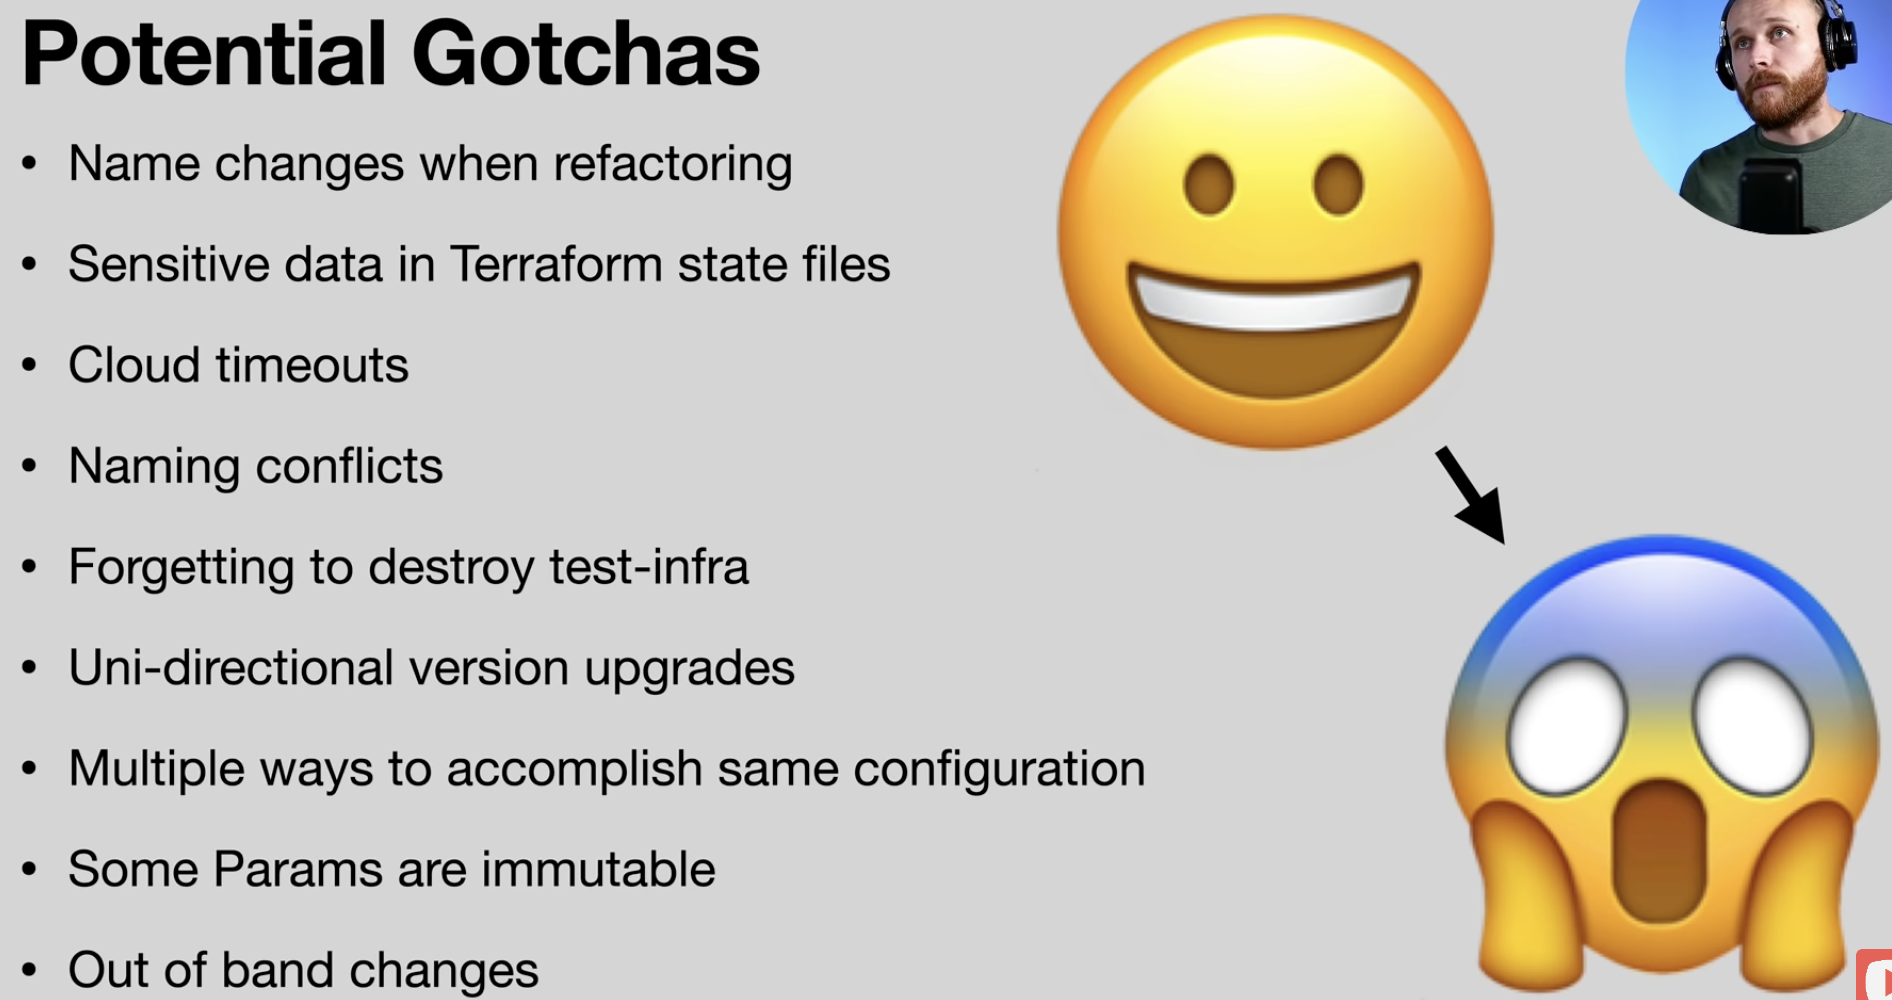 Potential Gotchas
• Name changes when refactoring
• Sensitive data in Terraform state files
• Cloud timeouts
• Naming conflicts
• Forgetting to destroy test-infra
• Uni-directional version upgrades
• Multiple ways to accomplish same configuration
• Some Params are immutable
• Out of band changes